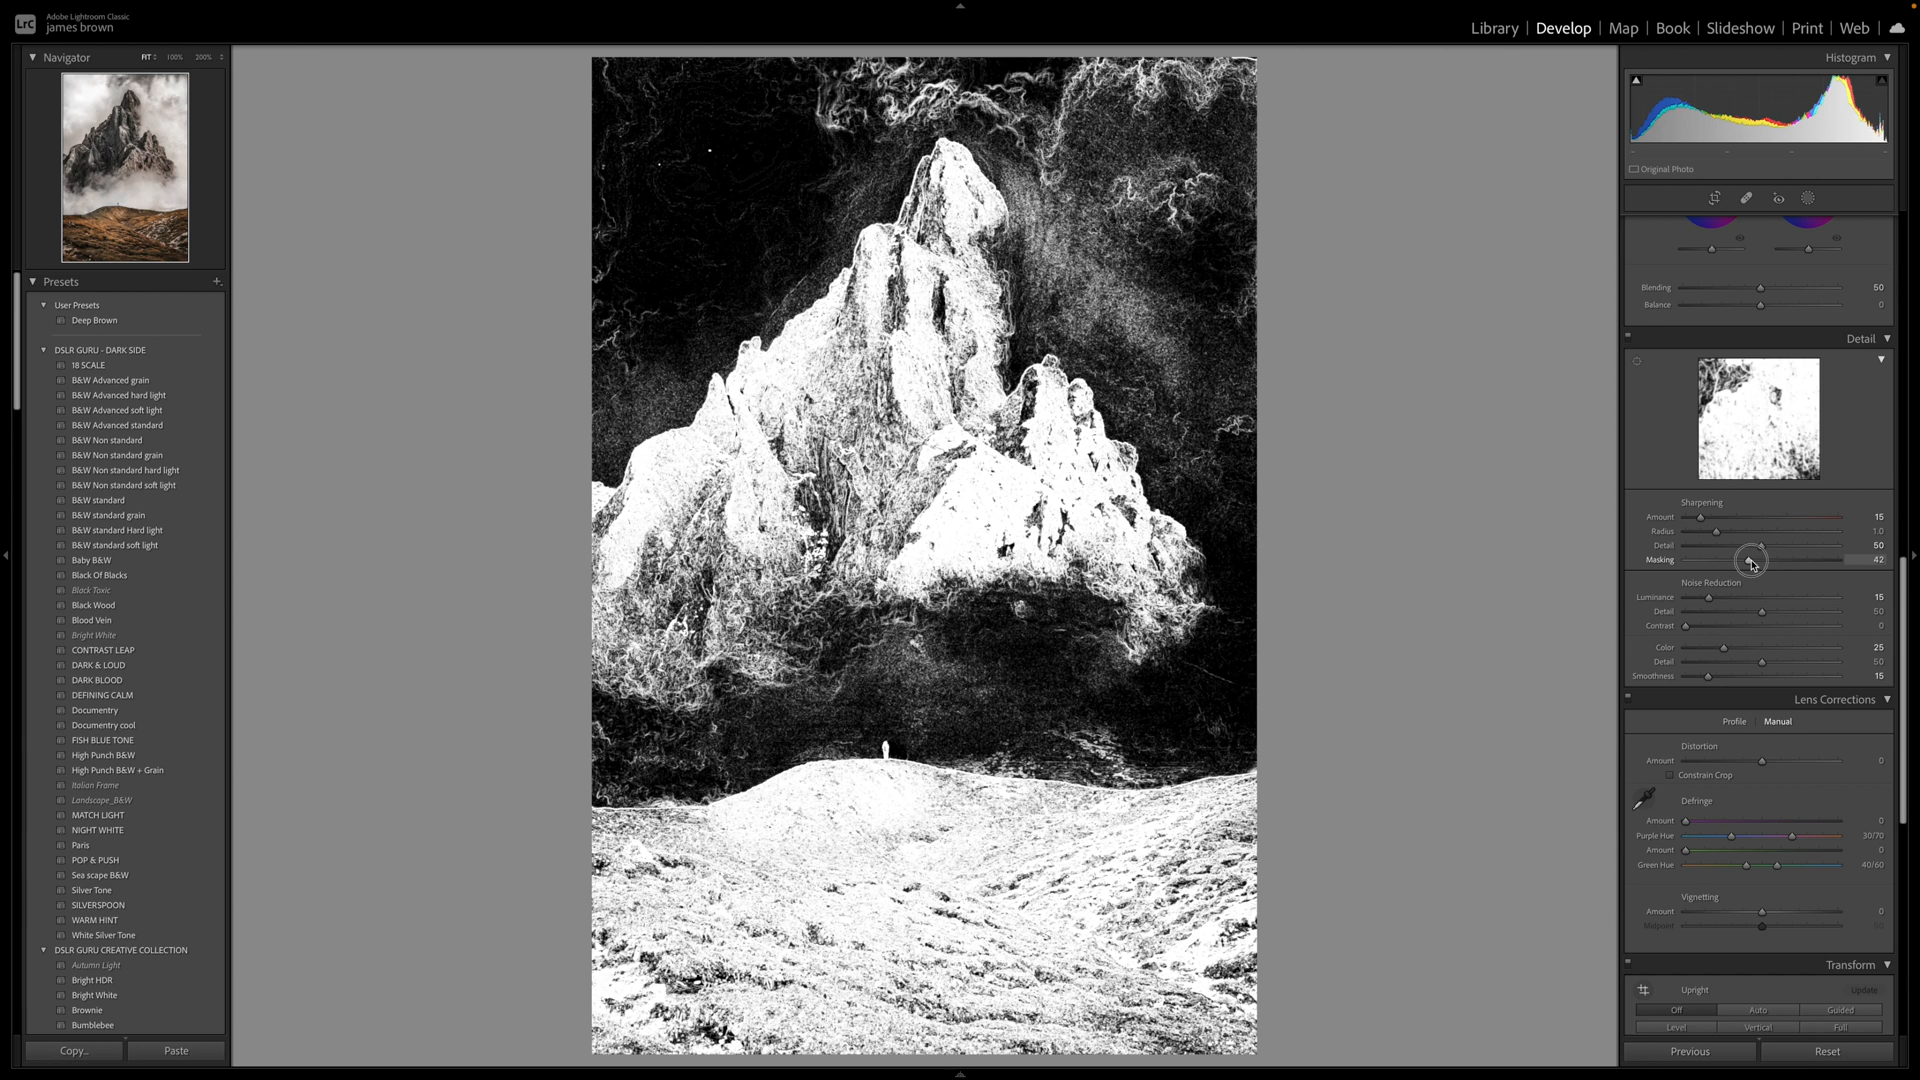 LrC
Adobe Lightroom Classic
james brown
Library | Develop | Map | Book | Slideshow | Print | Web
Navigator
FIT
100%
200%
Presets
User Presets
Deep Brown
DSLR GURU - DARK SIDE
18 SCALE
B&W Advanced grain
B&W Advanced hard light
B&W Advanced soft light
B&W Advanced standard
B&W Non standard
B&W Non standard grain
B&W Non standard hard light
B&W Non standard soft light
B&W standard
B&W standard grain
B&W standard Hard light
B&W standard soft light
Baby B&W
Black Of Blacks
Black Toxic
Black Wood
Blood Vein
Bright White
CONTRAST LEAP
DARK & LOUD
DARK BLOOD
DEFINING CALM
Documentry
Documentry cool
FISH BLUE TONE
High Punch B&W
High Punch B&W + Grain
Italian Frame
Landscape_B&W
MATCH LIGHT
NIGHT WHITE
Paris
POP & PUSH
Sea scape B&W
Silver Tone
SILVERSPOON
WARM HINT
White Silver Tone
DSLR GURU CREATIVE COLLECTION
Autumn Light
Bright HDR
Bright White
Brownie
Bumblebee
Copy...
Paste
Histogram
Original Photo
Blending 50
Balance 0
Detail
Sharpening
Amount 15
Radius 1.0
Detail 50
Masking 42
Noise Reduction
Luminance 15
Detail 50
Contrast 0
Color 25
Detail 50
Smoothness 15
Lens Corrections
Profile | Manual
Distortion
Amount 0
Constrain Crop
Defringe
Amount 0
Purple Hue 30/70
Amount 0
Green Hue 40/60
Vignetting
Amount 0
Midpoint
Transform
Upright Update
Off Auto Guided
Level Vertical Full
Previous
Reset